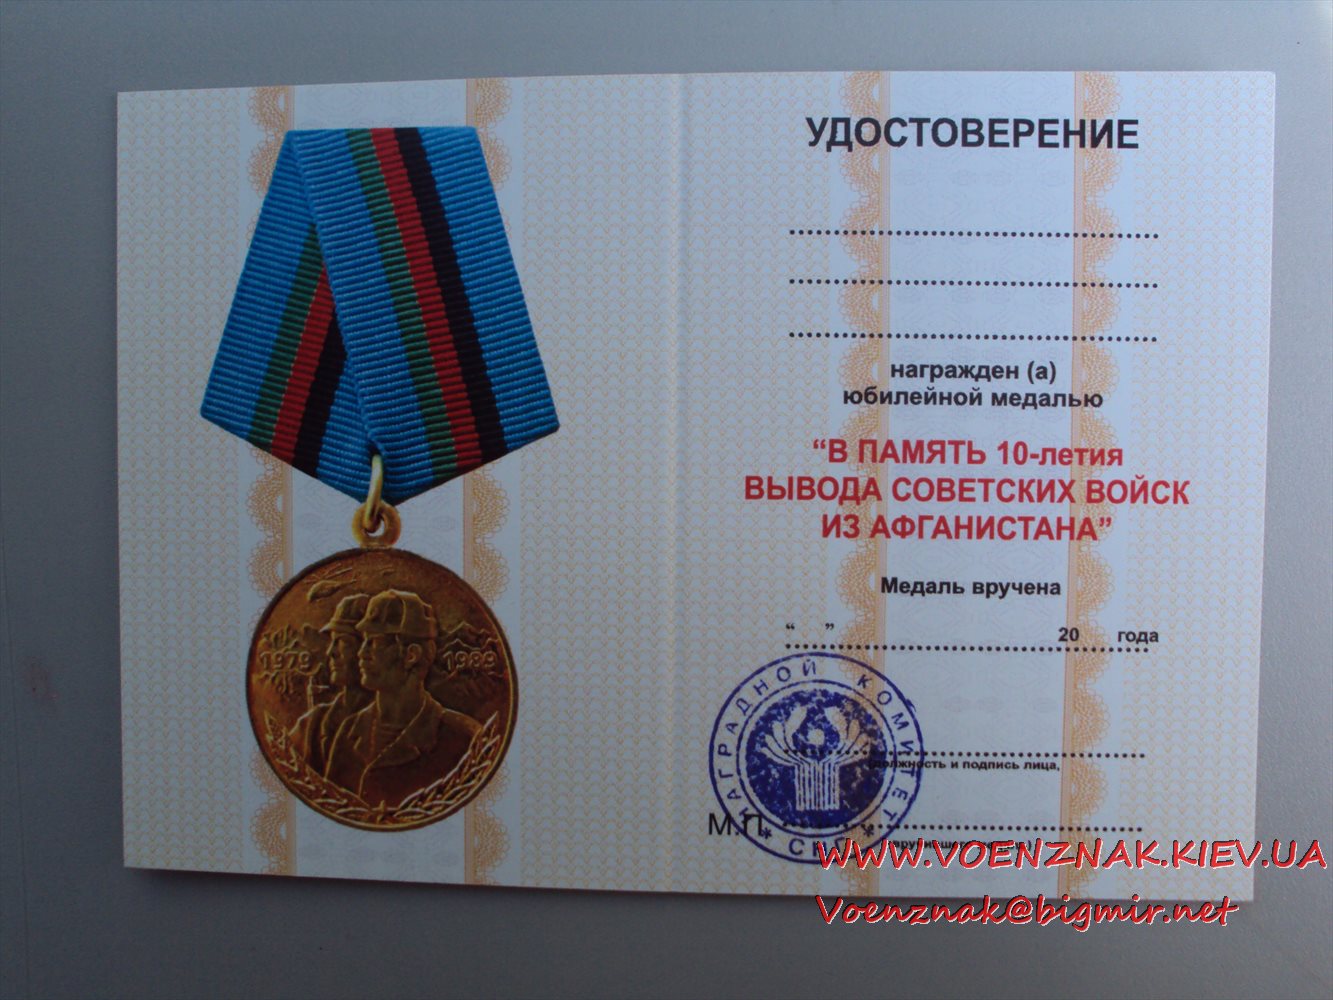 1979
1989
УДОСТОВЕРЕНИЕ
награжден (а)
юбилейной медалью
“В ПАМЯТЬ 10-летия
ВЫВОДА СОВЕТСКИХ ВОЙСК
ИЗ АФГАНИСТАНА”
Медаль вручена
“ ” 20 года
НАГРАДНОЙ КОМИТЕТ
* СНГ *
(должность и подпись лица,
М.П.
WWW.VOENZNAK.KIEV.UA
Voenznak@bigmir.net